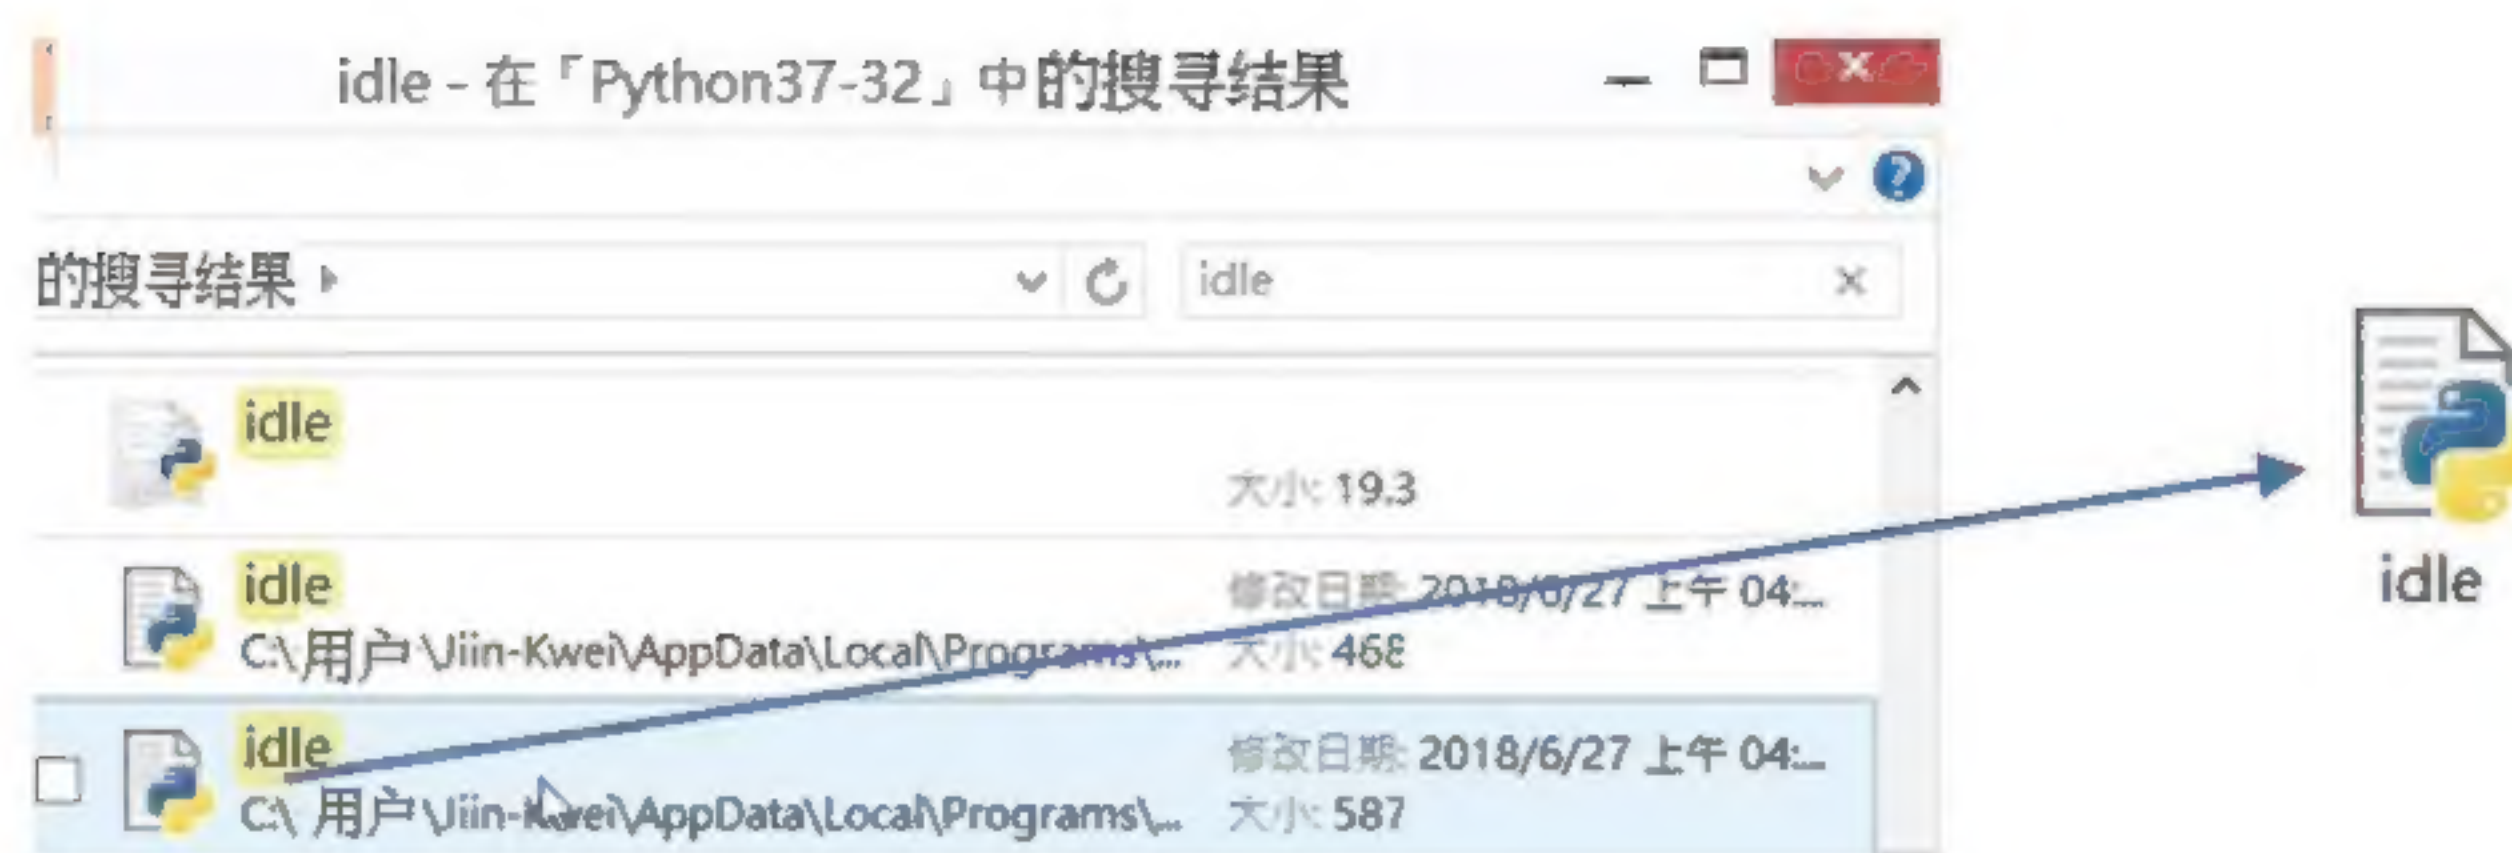 idle - 在「Python37-32」中的搜寻结果
的搜寻结果
idle
idle
大小: 19.3
idle
修改日期: 2018/6/27 上午 04:...
C:\用户\Jiin-Kwei\AppData\Local\Programs\...
大小: 468
idle
修改日期: 2018/6/27 上午 04:...
C:\ 用户\Jiin-Kwei\AppData\Local\Programs\...
大小: 587
idle